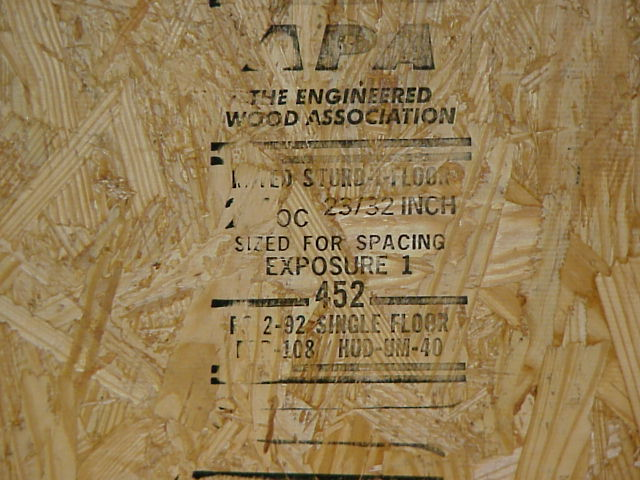 APA
THE ENGINEERED
WOOD ASSOCIATION
RATED STURD-I-FLOOR
OC 23/32 INCH
SIZED FOR SPACING
EXPOSURE 1
452
2-92 SINGLE FLOOR
-108 HUD-UM-40